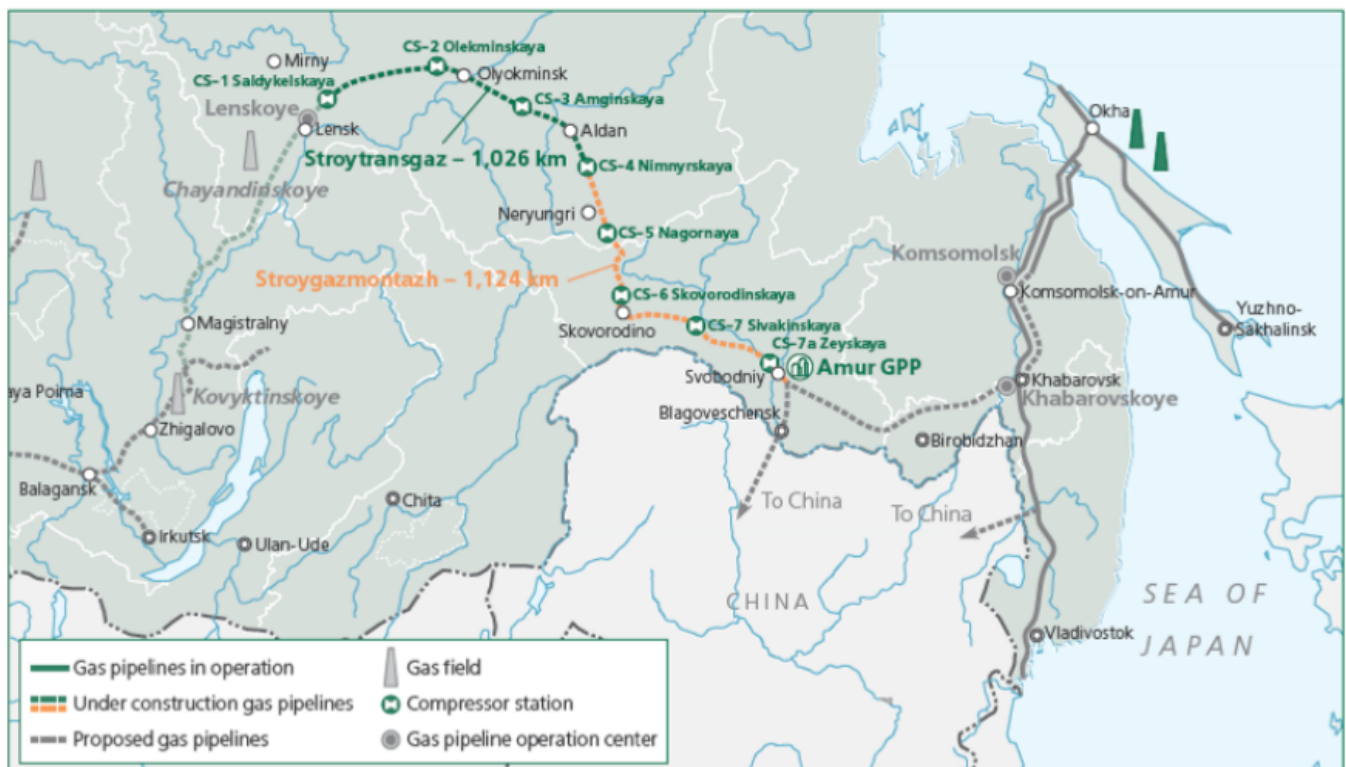 CS-2 Olekminskaya
Mirny
Olyokminsk
CS-1 Saldykelskaya
CS-3 Amginskaya
Lenskoye
Lensk
Aldan
Okha
Stroytransgaz – 1,026 km
CS-4 Nimnyrskaya
Chayandinskoye
Neryungri
CS-5 Nagornaya
Komsomolsk
Stroygazmontazh – 1,124 km
CS-6 Skovorodinskaya
Komsomolsk-on-Amur
Magistralny
Skovorodino
CS-7 Sivakinskaya
Yuzhno-
Sakhalinsk
CS-7a Zeyskaya
Amur GPP
Svobodniy
Khabarovsk
Khabarovskoye
aya Poima
Kovyktinskoye
Blagoveschensk
Zhigalovo
Birobidzhan
Balagansk
Chita
To China
To China
Irkutsk
Ulan-Ude
CHINA
SEA OF
JAPAN
Vladivostok
Gas pipelines in operation
Gas field
Under construction gas pipelines
Compressor station
Proposed gas pipelines
Gas pipeline operation center